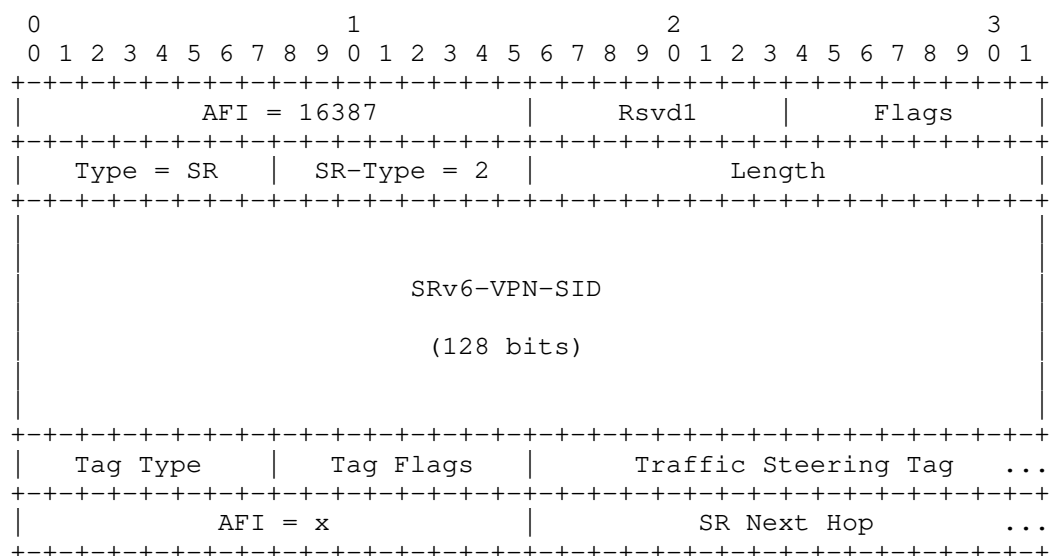 0                   1                   2                   3
0 1 2 3 4 5 6 7 8 9 0 1 2 3 4 5 6 7 8 9 0 1 2 3 4 5 6 7 8 9 0 1
+-+-+-+-+-+-+-+-+-+-+-+-+-+-+-+-+-+-+-+-+-+-+-+-+-+-+-+-+-+-+-+-+
| AFI = 16387 | Rsvd1 | Flags |
+-+-+-+-+-+-+-+-+-+-+-+-+-+-+-+-+-+-+-+-+-+-+-+-+-+-+-+-+-+-+-+-+
| Type = SR | SR-Type = 2 | Length |
+-+-+-+-+-+-+-+-+-+-+-+-+-+-+-+-+-+-+-+-+-+-+-+-+-+-+-+-+-+-+-+-+
| |
| |
| SRv6-VPN-SID |
| |
| (128 bits) |
| |
| |
+-+-+-+-+-+-+-+-+-+-+-+-+-+-+-+-+-+-+-+-+-+-+-+-+-+-+-+-+-+-+-+-+
| Tag Type | Tag Flags | Traffic Steering Tag ...
+-+-+-+-+-+-+-+-+-+-+-+-+-+-+-+-+-+-+-+-+-+-+-+-+-+-+-+-+-+-+-+-+
| AFI = x | SR Next Hop ...
+-+-+-+-+-+-+-+-+-+-+-+-+-+-+-+-+-+-+-+-+-+-+-+-+-+-+-+-+-+-+-+-+